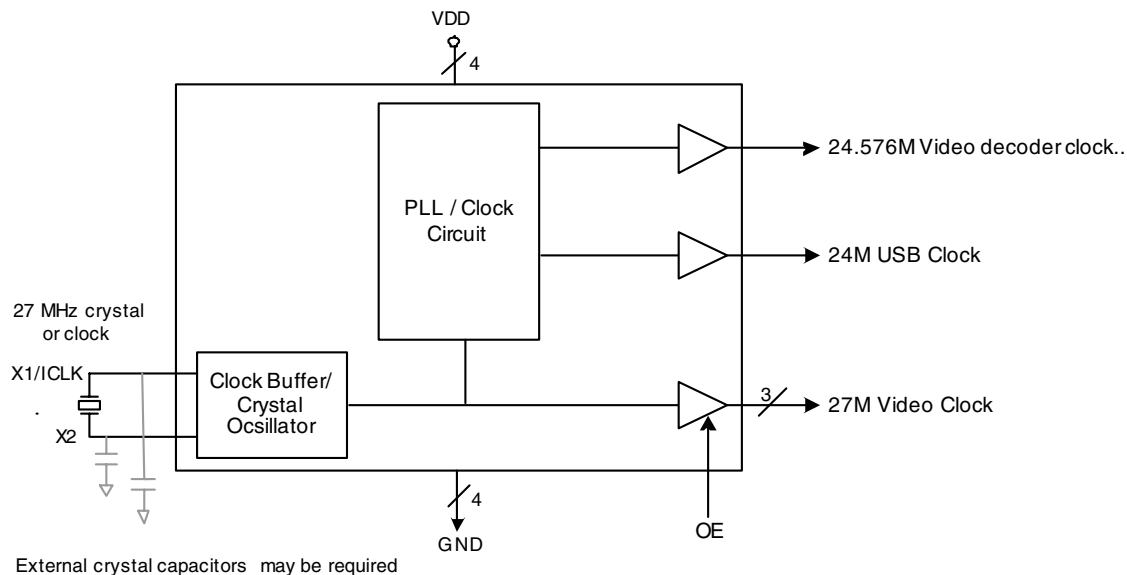 VDD
4
24.576M Video decoder clock..
PLL / Clock
Circuit
24M USB Clock
27 MHz crystal
or clock
X1/ICLK
Clock Buffer/
Crystal
Ocsillator
3
27M Video Clock
.
X2
4
GND
OE
External crystal capacitors may be required